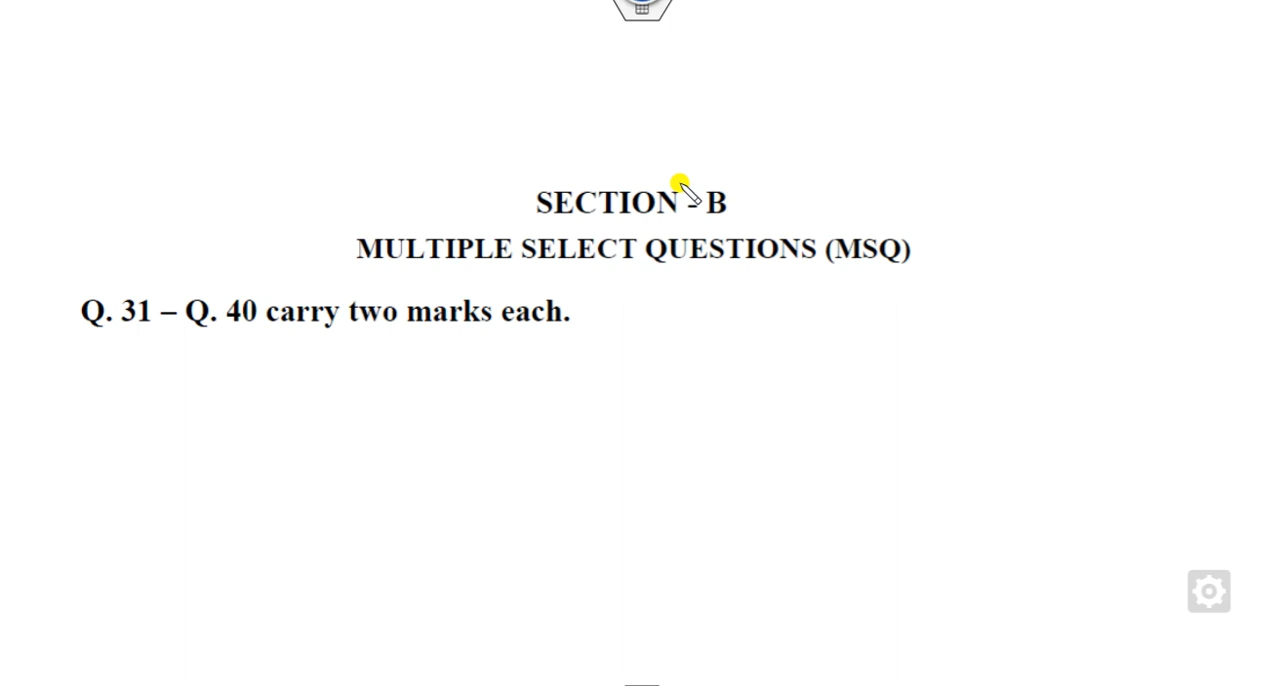 SECTION - B
MULTIPLE SELECT QUESTIONS (MSQ)
Q. 31 – Q. 40 carry two marks each.